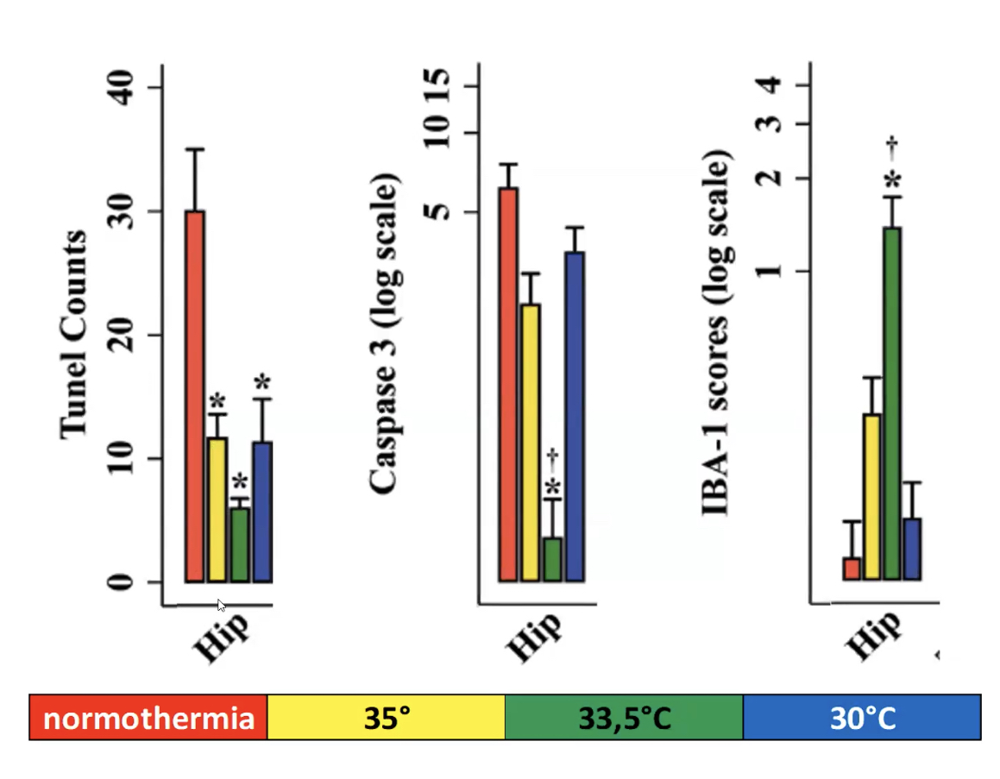 Tunel Counts
40
30
20
10
0
*
*
*
Hip
Caspase 3 (log scale)
15
10
5
†
*
Hip
IBA-1 scores (log scale)
4
3
2
1
†
*
Hip
normothermia
35°
33,5°C
30°C